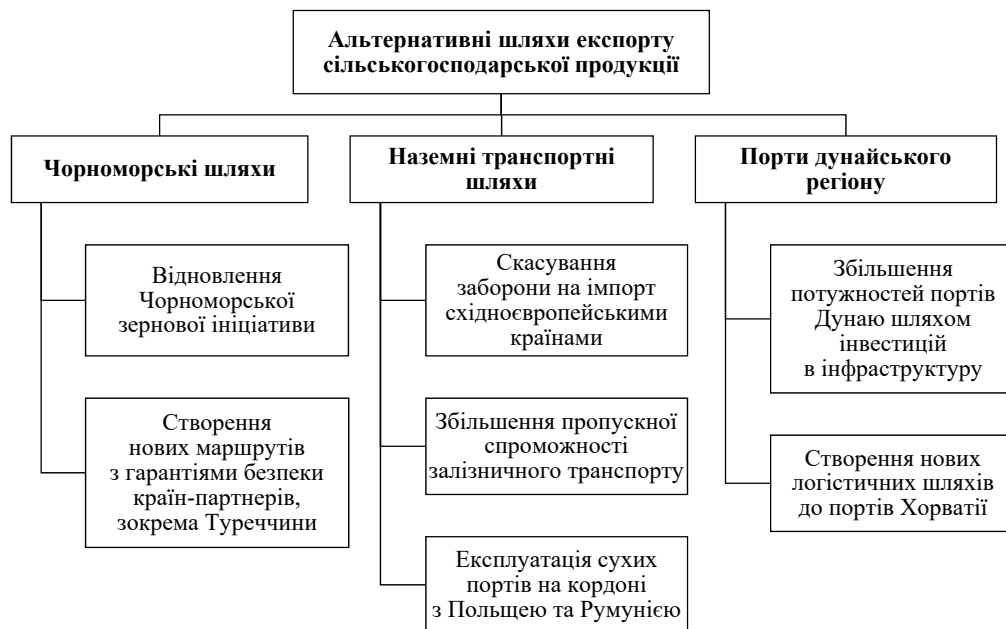 Альтернативні шляхи експорту
сільськогосподарської продукції
Чорноморські шляхи
Наземні транспортні
шляхи
Порти дунайського
регіону
Відновлення
Чорноморської
зернової ініціативи
Скасування
заборони на імпорт
східноєвропейськими
країнами
Збільшення
потужностей портів
Дунаю шляхом
інвестицій
в інфраструктуру
Створення
нових маршрутів
з гарантіями безпеки
країн-партнерів,
зокрема Туреччини
Збільшення пропускної
спроможності
залізничного транспорту
Створення нових
логістичних шляхів
до портів Хорватії
Експлуатація сухих
портів на кордоні
з Польщею та Румунією